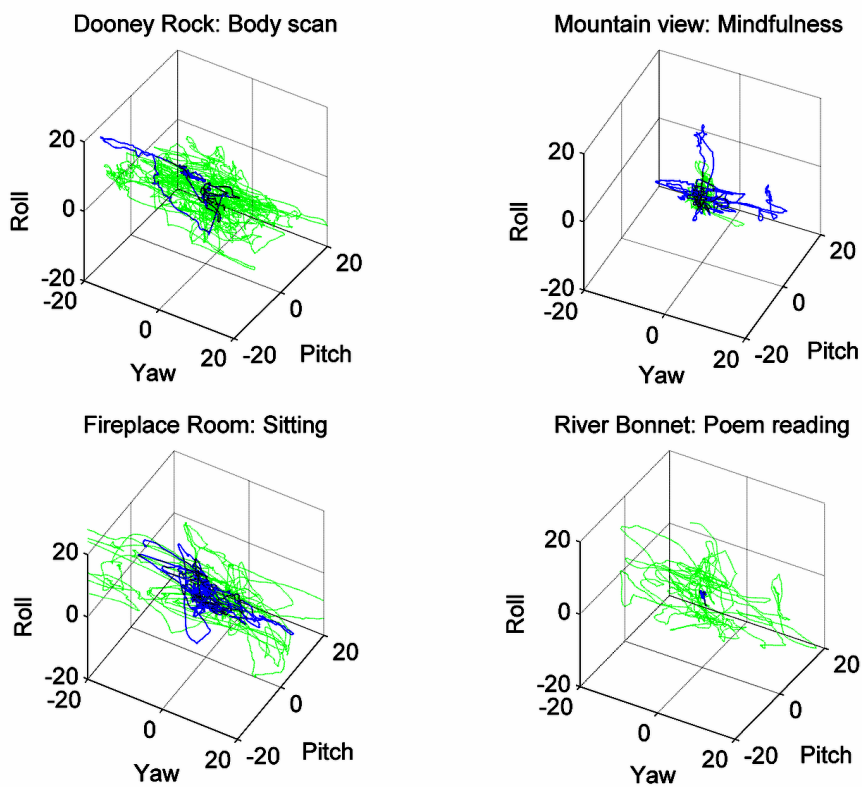 Dooney Rock: Body scan
20
0
-20
Roll
-20
0
20
Yaw
-20
0
20
Pitch
Mountain view: Mindfulness
20
0
-20
Roll
-20
0
20
Yaw
-20
0
20
Pitch
Fireplace Room: Sitting
20
0
-20
Roll
-20
0
20
Yaw
-20
0
20
Pitch
River Bonnet: Poem reading
20
0
-20
Roll
-20
0
20
Yaw
-20
0
20
Pitch